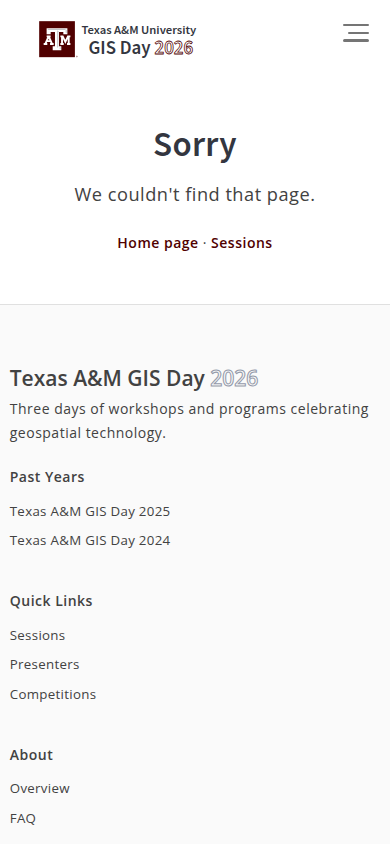 Texas A&M University
GIS Day 2026
Sorry
We couldn't find that page.
Home page · Sessions
Texas A&M GIS Day 2026
Three days of workshops and programs celebrating
geospatial technology.
Past Years
Texas A&M GIS Day 2025
Texas A&M GIS Day 2024
Quick Links
Sessions
Presenters
Competitions
About
Overview
FAQ